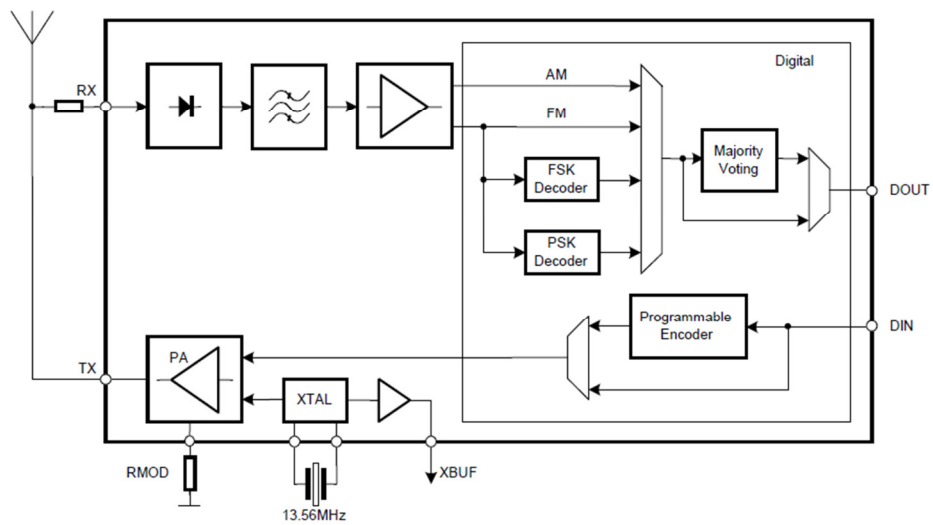 Digital
AM
RX
FM
Majority
Voting
FSK
Decoder
DOUT
PSK
Decoder
Programmable
Encoder
DIN
PA
TX
XTAL
RMOD
XBUF
13.56MHz